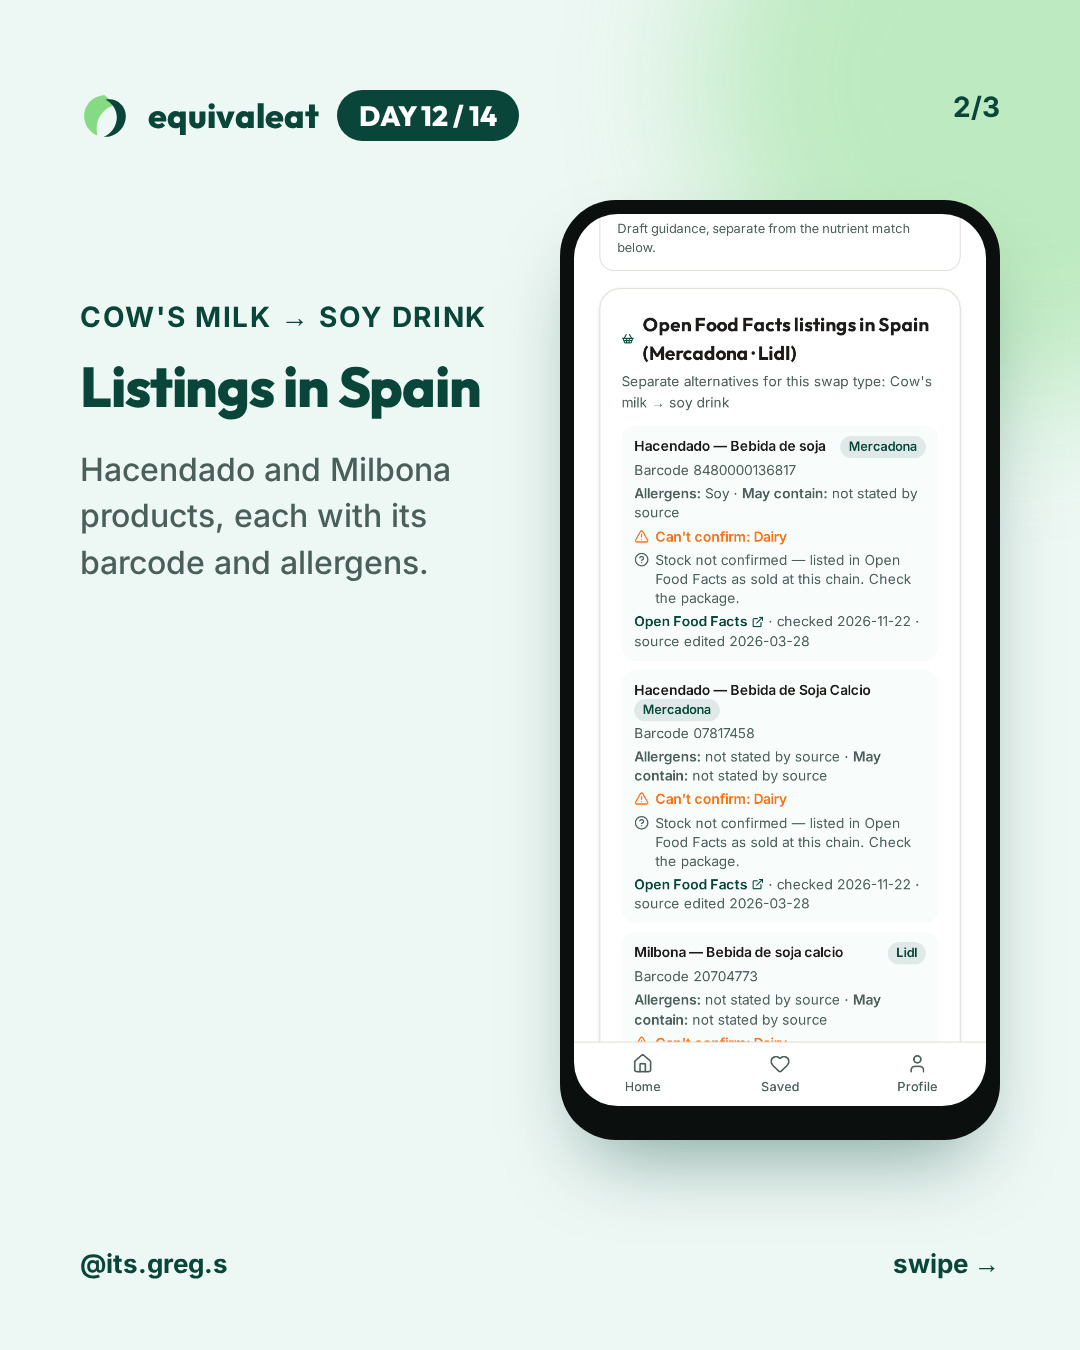 equivaleat
DAY 12 / 14
2/3
COW'S MILK → SOY DRINK
Listings in Spain
Hacendado and Milbona
products, each with its
barcode and allergens.
Draft guidance, separate from the nutrient match
below.
Open Food Facts listings in Spain
(Mercadona · Lidl)
Separate alternatives for this swap type: Cow's
milk → soy drink
Hacendado — Bebida de soja
Mercadona
Barcode 8480000136817
Allergens: Soy · May contain: not stated by
source
Can't confirm: Dairy
Stock not confirmed — listed in Open
Food Facts as sold at this chain. Check
the package.
Open Food Facts · checked 2026-11-22 ·
source edited 2026-03-28
Hacendado — Bebida de Soja Calcio
Mercadona
Barcode 07817458
Allergens: not stated by source · May
contain: not stated by source
Can't confirm: Dairy
Stock not confirmed — listed in Open
Food Facts as sold at this chain. Check
the package.
Open Food Facts · checked 2026-11-22 ·
source edited 2026-03-28
Milbona — Bebida de soja calcio
Lidl
Barcode 20704773
Allergens: not stated by source · May
contain: not stated by source
Can't confirm: Dairy
Home
Saved
Profile
@its.greg.s
swipe →